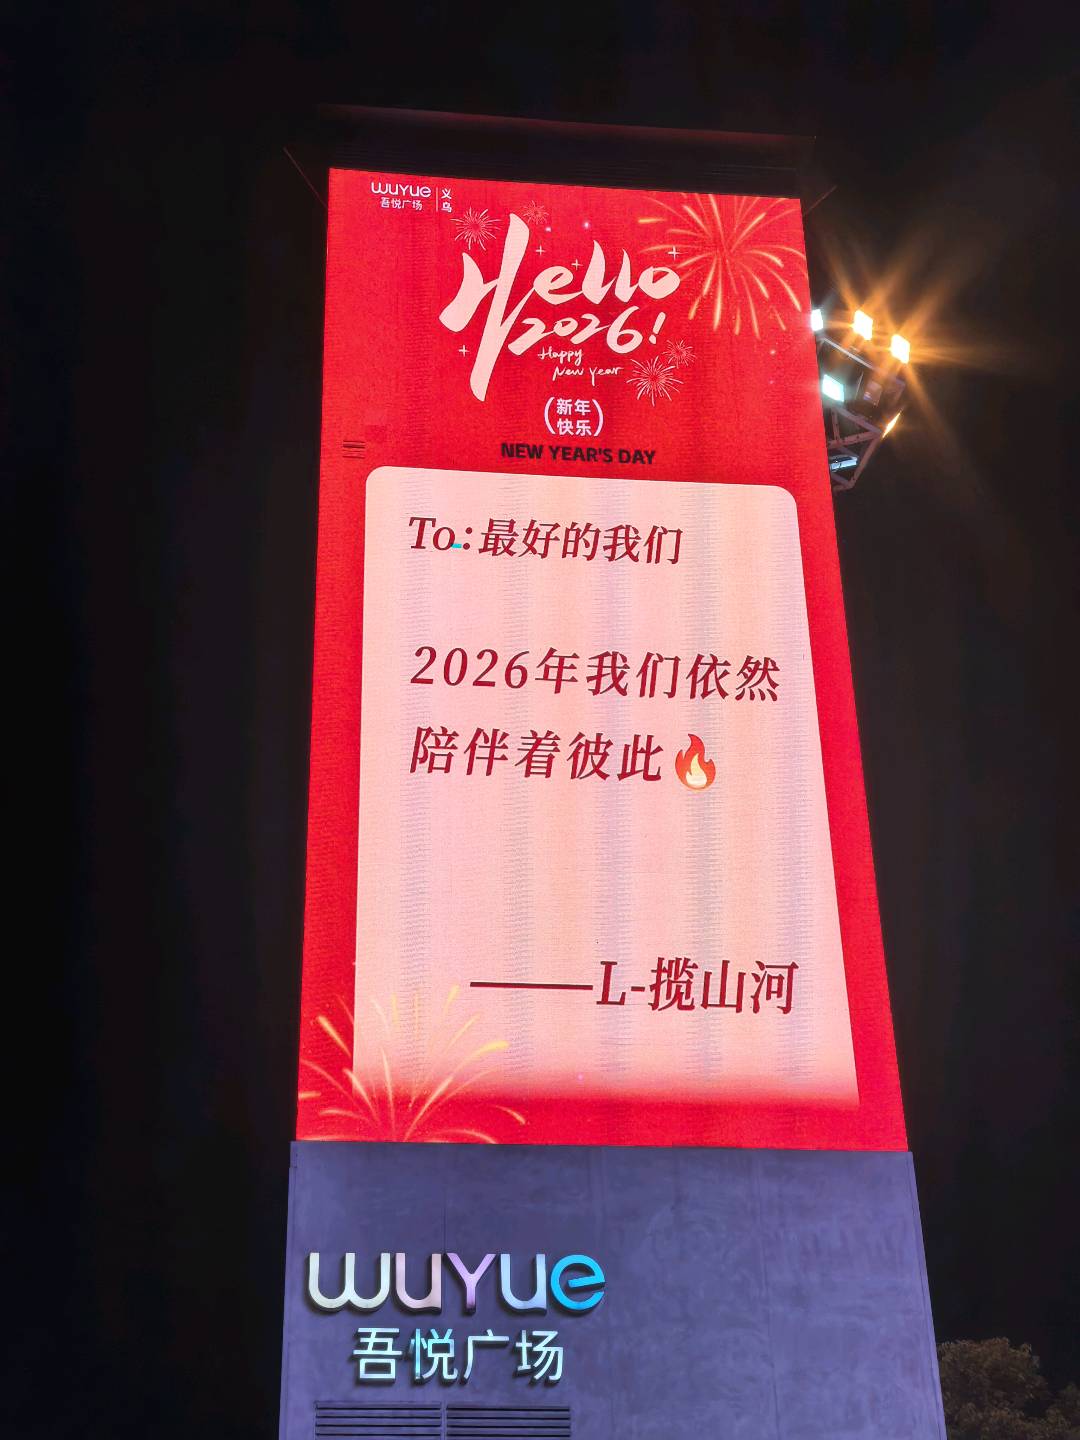 wuyue
吾悦广场
义乌
Hello
2026!
Happy
New Year
(新年
快乐)
NEW YEAR'S DAY
To:最好的我们
2026年我们依然
陪伴着彼此🔥
———L-揽山河
wuyue
吾悦广场